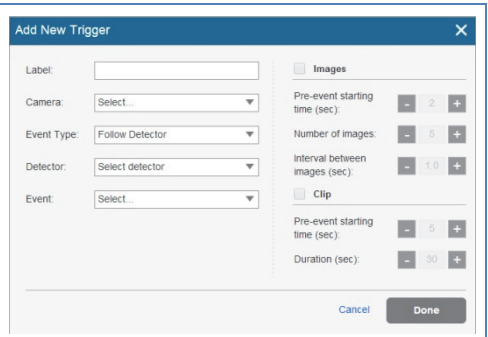 Add New Trigger
Label:
Camera: Select...
Event Type: Follow Detector
Detector: Select detector
Event: Select...
Images
Pre-event starting
time (sec): - 2 +
Number of images: - 5 +
Interval between
images (sec): - 1.0 +
Clip
Pre-event starting
time (sec): - 5 +
Duration (sec): - 30 +
Cancel Done